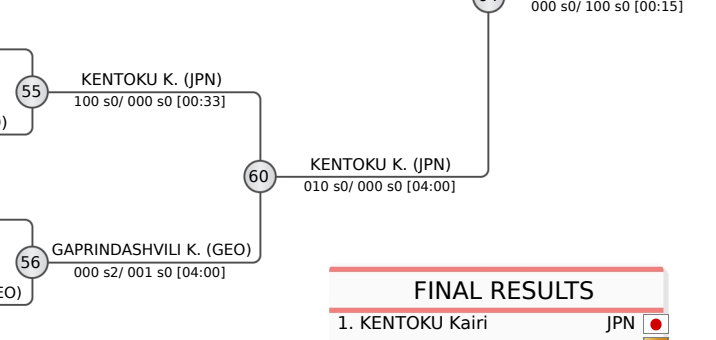 000 s0/ 100 s0 [00:15]
KENTOKU K. (JPN)
55
100 s0/ 000 s0 [00:33]
)
KENTOKU K. (JPN)
60
010 s0/ 000 s0 [04:00]
GAPRINDASHVILI K. (GEO)
56
000 s2/ 001 s0 [04:00]
EO)
FINAL RESULTS
1. KENTOKU Kairi JPN